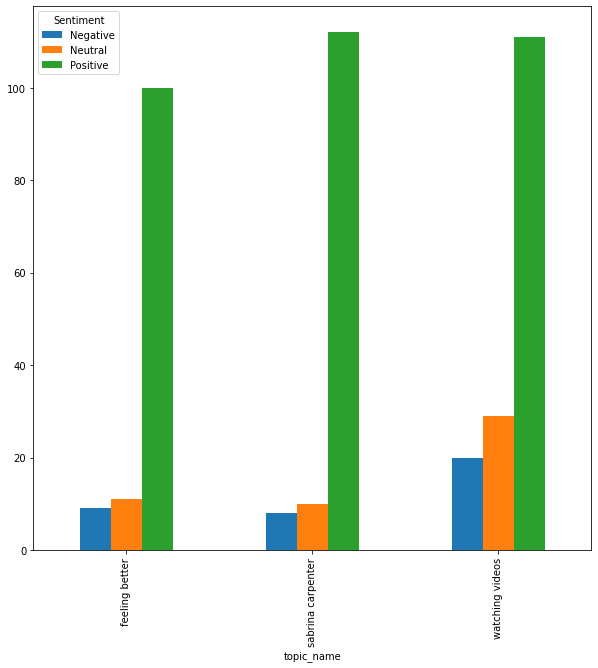 Sentiment
Negative
Neutral
Positive
100
80
60
40
20
0
feeling better
sabrina carpenter
watching videos
topic_name